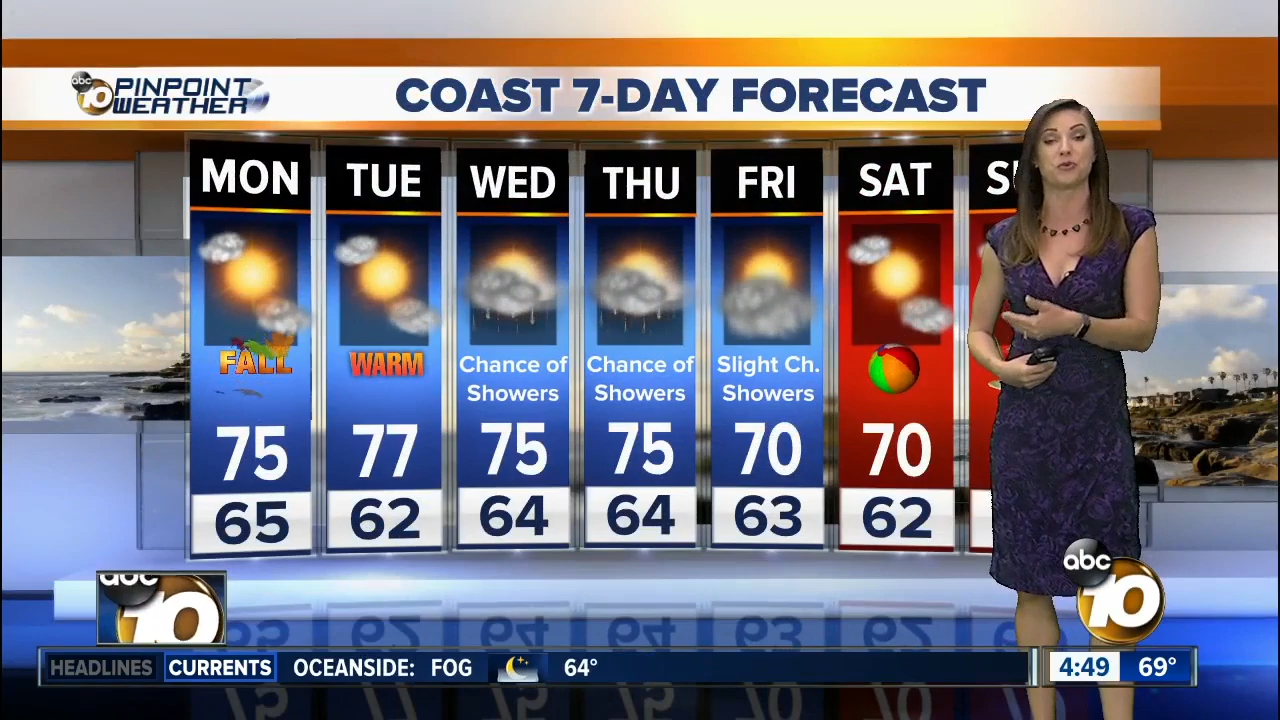 abc 10 PINPOINT WEATHER
COAST 7-DAY FORECAST
MON TUE WED THU FRI SAT
FALL WARM Chance of Showers Chance of Showers Slight Ch. Showers
75 77 75 75 70 70
65 62 64 64 63 62
abc 10
abc 10
HEADLINES CURRENTS OCEANSIDE: FOG 64° 4:49 69°